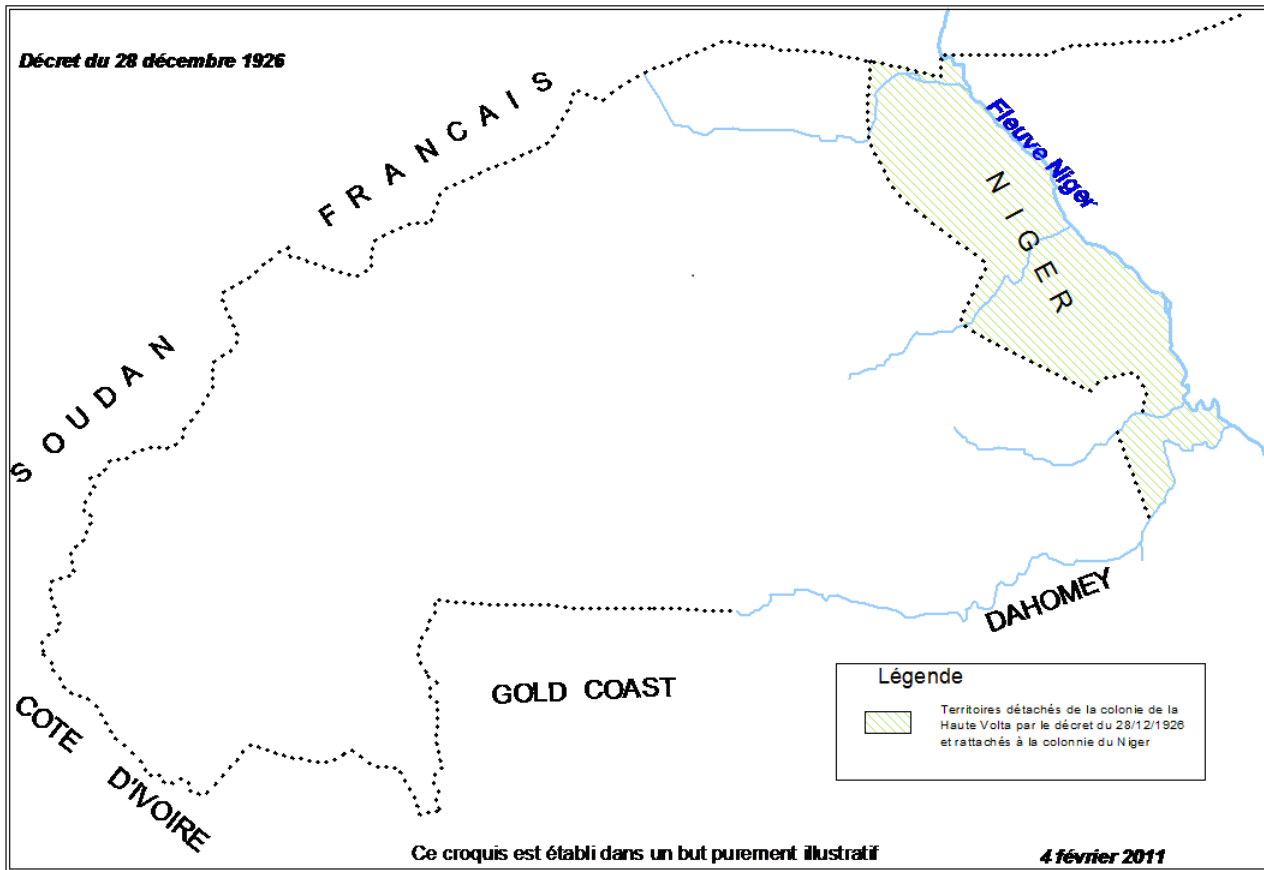 Décret du 28 décembre 1926
SOUDAN FRANCAIS
Fleuve Niger
NIGER
DAHOMEY
GOLD COAST
COTE D'IVOIRE
Légende
Territoires détachés de la colonie de la
Haute Volta par le décret du 28/12/1926
et rattachés à la colonnie du Niger
Ce croquis est établi dans un but purement illustratif
4 février 2011